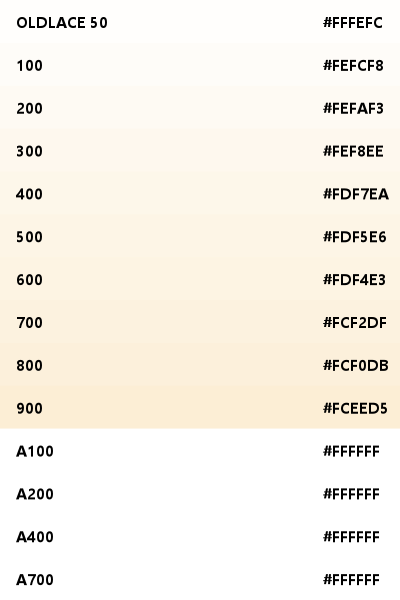 OLDLACE 50 #FFFEFC
100 #FEFCF8
200 #FEFAF3
300 #FEF8EE
400 #FDF7EA
500 #FDF5E6
600 #FDF4E3
700 #FCF2DF
800 #FCF0DB
900 #FCEED5
A100 #FFFFFF
A200 #FFFFFF
A400 #FFFFFF
A700 #FFFFFF